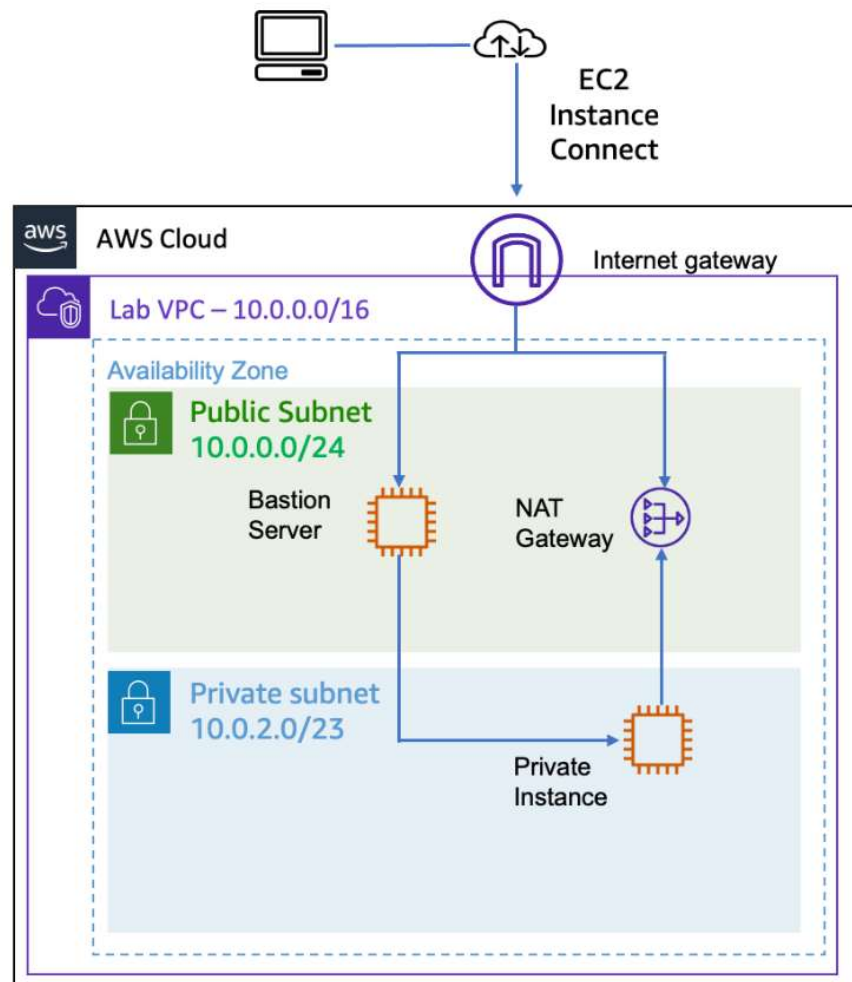 EC2
Instance
Connect
aws
AWS Cloud
Internet gateway
Lab VPC – 10.0.0.0/16
Availability Zone
Public Subnet
10.0.0.0/24
Bastion
Server
NAT
Gateway
Private subnet
10.0.2.0/23
Private
Instance